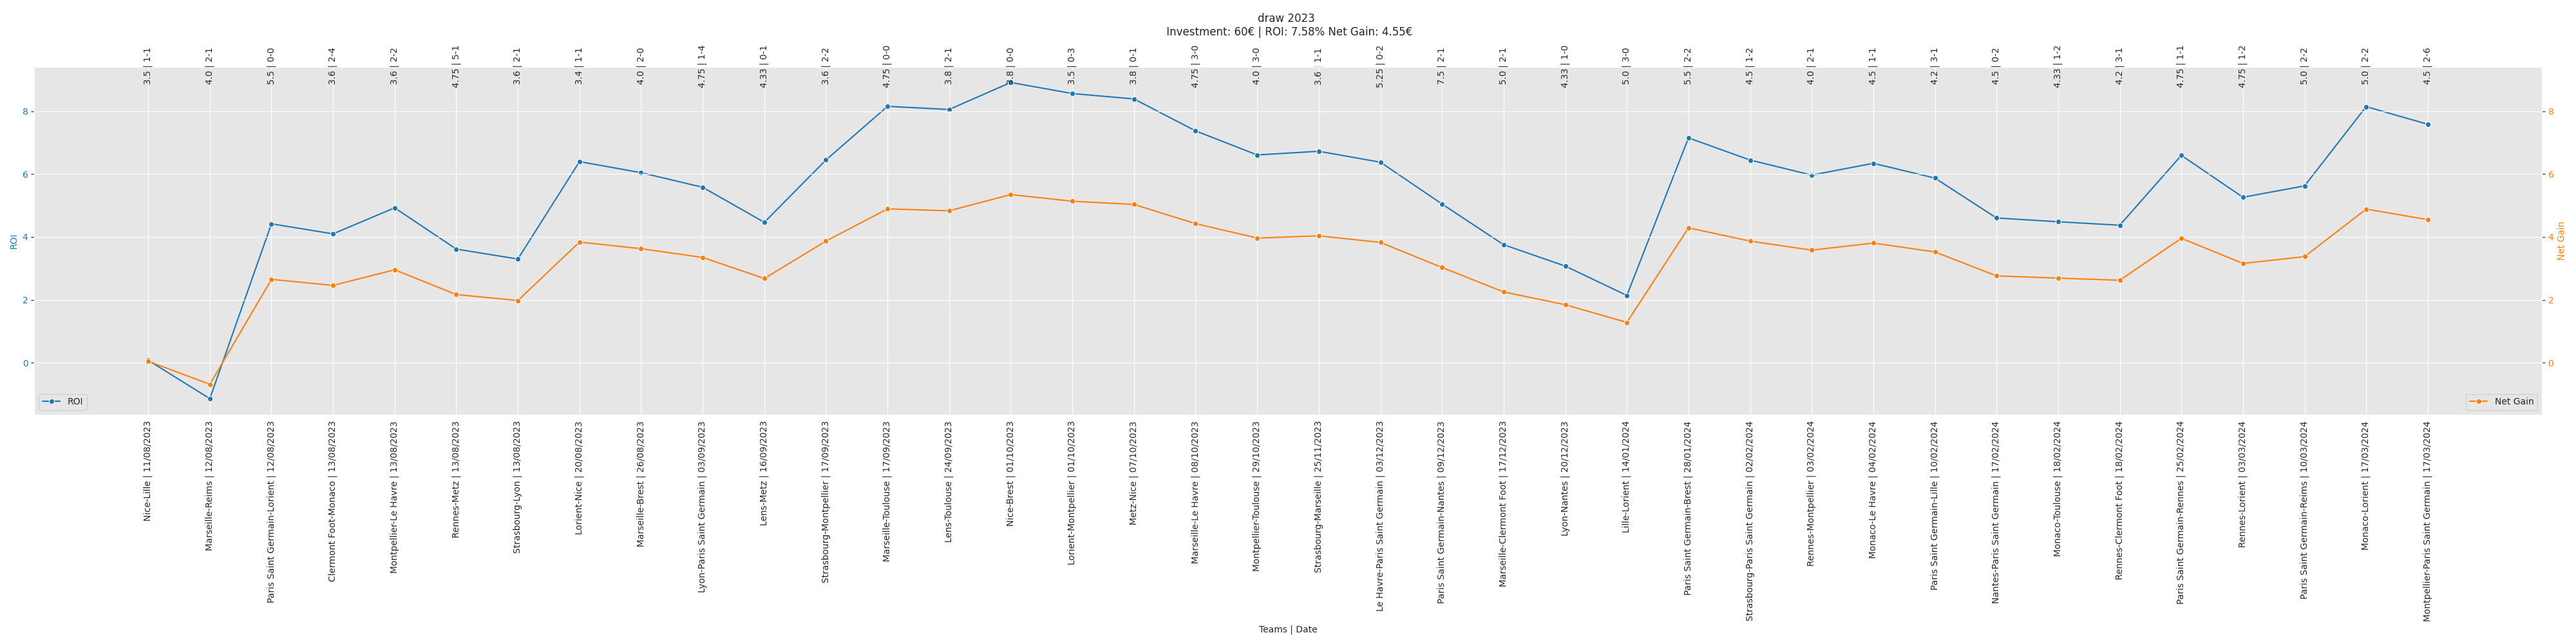 draw 2023
Investment: 60€ | ROI: 7.58% Net Gain: 4.55€
3.5 | 1-1
4.0 | 2-1
5.5 | 0-0
3.6 | 2-4
3.6 | 2-2
4.75 | 5-1
3.6 | 2-1
3.4 | 1-1
4.0 | 2-0
4.75 | 1-4
4.33 | 0-1
3.6 | 2-2
4.75 | 0-0
3.8 | 2-1
3.8 | 0-0
3.5 | 0-3
3.8 | 0-1
4.75 | 3-0
4.0 | 3-0
3.6 | 1-1
5.25 | 0-2
7.5 | 2-1
5.0 | 2-1
4.33 | 1-0
5.0 | 3-0
5.5 | 2-2
4.5 | 1-2
4.0 | 2-1
4.5 | 1-1
4.2 | 3-1
4.5 | 0-2
4.33 | 1-2
4.2 | 3-1
4.75 | 1-1
4.75 | 1-2
5.0 | 2-2
5.0 | 2-2
4.5 | 2-6
8
6
4
2
0
ROI
8
6
4
2
0
Net Gain
ROI
Net Gain
Nice-Lille | 11/08/2023
Marseille-Reims | 12/08/2023
Paris Saint Germain-Lorient | 12/08/2023
Clermont Foot-Monaco | 13/08/2023
Montpellier-Le Havre | 13/08/2023
Rennes-Metz | 13/08/2023
Strasbourg-Lyon | 13/08/2023
Lorient-Nice | 20/08/2023
Marseille-Brest | 26/08/2023
Lyon-Paris Saint Germain | 03/09/2023
Lens-Metz | 16/09/2023
Strasbourg-Montpellier | 17/09/2023
Marseille-Toulouse | 17/09/2023
Lens-Toulouse | 24/09/2023
Nice-Brest | 01/10/2023
Lorient-Montpellier | 01/10/2023
Metz-Nice | 07/10/2023
Marseille-Le Havre | 08/10/2023
Montpellier-Toulouse | 29/10/2023
Strasbourg-Marseille | 25/11/2023
Le Havre-Paris Saint Germain | 03/12/2023
Paris Saint Germain-Nantes | 09/12/2023
Marseille-Clermont Foot | 17/12/2023
Lyon-Nantes | 20/12/2023
Lille-Lorient | 14/01/2024
Paris Saint Germain-Brest | 28/01/2024
Strasbourg-Paris Saint Germain | 02/02/2024
Rennes-Montpellier | 03/02/2024
Monaco-Le Havre | 04/02/2024
Paris Saint Germain-Lille | 10/02/2024
Nantes-Paris Saint Germain | 17/02/2024
Monaco-Toulouse | 18/02/2024
Rennes-Clermont Foot | 18/02/2024
Paris Saint Germain-Rennes | 25/02/2024
Rennes-Lorient | 03/03/2024
Paris Saint Germain-Reims | 10/03/2024
Monaco-Lorient | 17/03/2024
Montpellier-Paris Saint Germain | 17/03/2024
Teams | Date